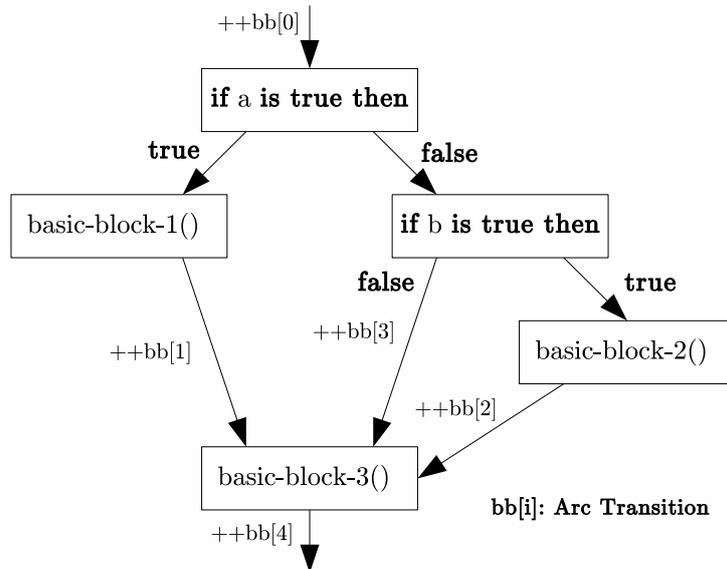 ++bb[0]
if a is true then
true
false
basic-block-1()
if b is true then
false
true
++bb[3]
++bb[1]
basic-block-2()
++bb[2]
basic-block-3()
bb[i]: Arc Transition
++bb[4]